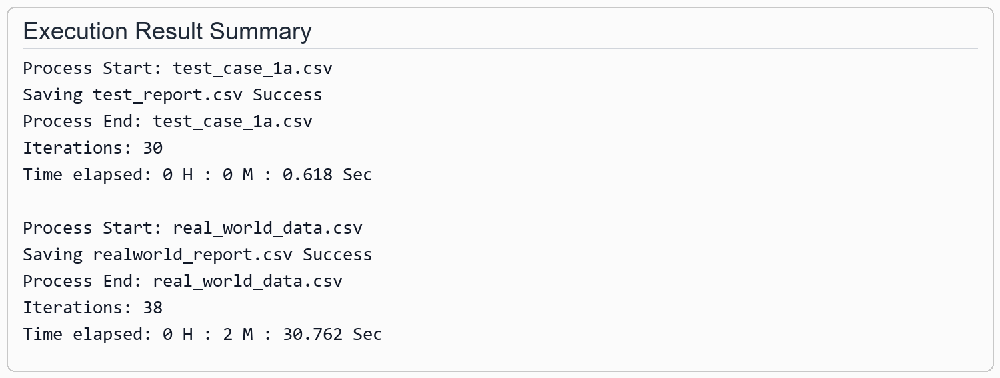 Execution Result Summary
Process Start: test_case_1a.csv
Saving test_report.csv Success
Process End: test_case_1a.csv
Iterations: 30
Time elapsed: 0 H : 0 M : 0.618 Sec
Process Start: real_world_data.csv
Saving realworld_report.csv Success
Process End: real_world_data.csv
Iterations: 38
Time elapsed: 0 H : 2 M : 30.762 Sec